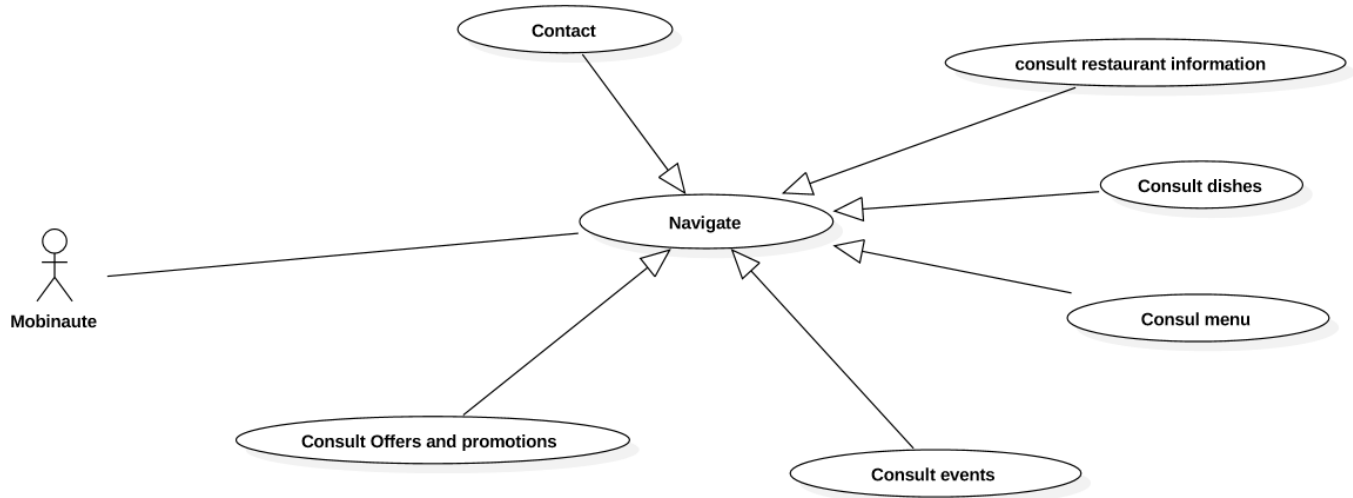 Contact
consult restaurant information
Consult dishes
Navigate
Mobinaute
Consul menu
Consult Offers and promotions
Consult events